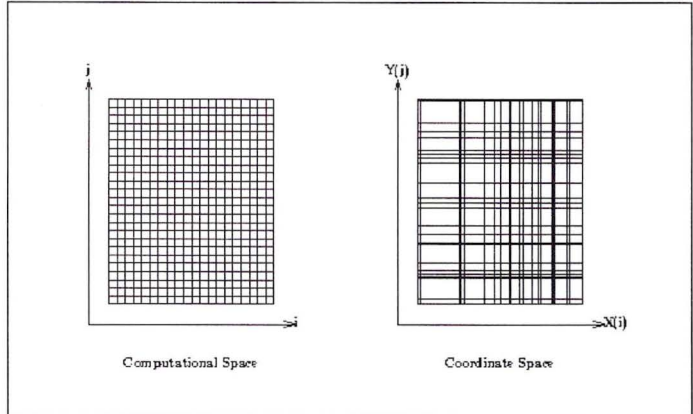 j
Y(j)
i
X(i)
Computational Space
Coordinate Space